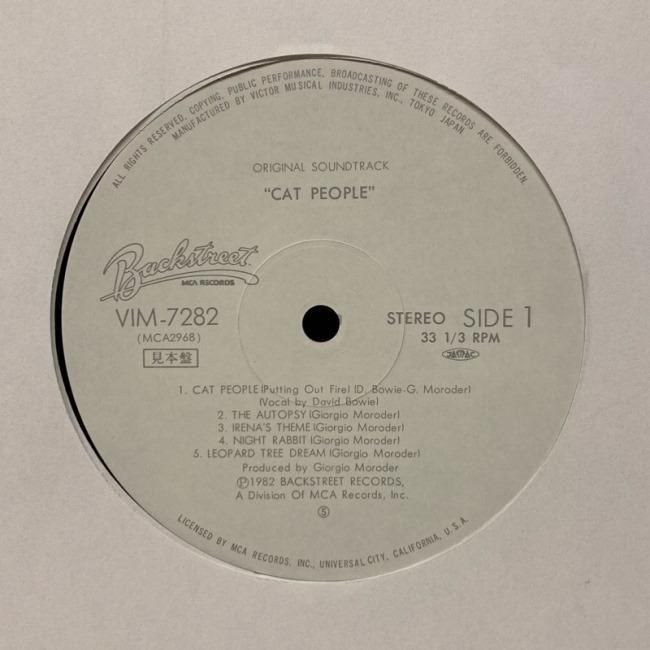 ALL RIGHTS RESERVED, COPYING, PUBLIC PERFORMANCE, BROADCASTING OF THESE RECORDS ARE FORBIDDEN.
MANUFACTURED BY VICTOR MUSICAL INDUSTRIES, INC., TOKYO JAPAN
ORIGINAL SOUNDTRACK
"CAT PEOPLE"
Backstreet
MCA RECORDS
VIM-7282
(MCA2968)
見本盤
STEREO SIDE 1
33 1/3 RPM
JASRAC
1. CAT PEOPLE(Putting Out Fire) (D. Bowie-G. Moroder)
(Vocal by David Bowie)
2. THE AUTOPSY(Giorgio Moroder)
3. IRENA'S THEME(Giorgio Moroder)
4. NIGHT RABBIT(Giorgio Moroder)
5. LEOPARD TREE DREAM(Giorgio Moroder)
Produced by Giorgio Moroder
Ⓟ1982 BACKSTREET RECORDS,
A Division Of MCA Records, Inc.
Ⓢ
LICENSED BY MCA RECORDS, INC., UNIVERSAL CITY, CALIFORNIA, U.S.A.